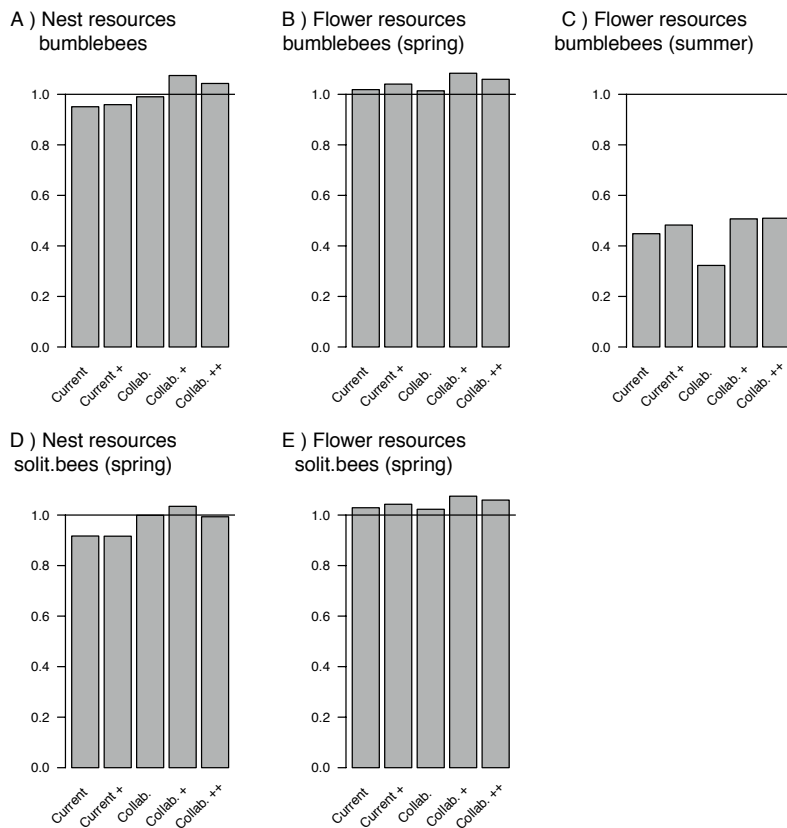 A ) Nest resources
bumblebees
1.0
0.8
0.6
0.4
0.2
0.0
Current
Current +
Collab.
Collab. +
Collab. ++
B ) Flower resources
bumblebees (spring)
1.0
0.8
0.6
0.4
0.2
0.0
Current
Current +
Collab.
Collab. +
Collab. ++
C ) Flower resources
bumblebees (summer)
1.0
0.8
0.6
0.4
0.2
0.0
Current
Current +
Collab.
Collab. +
Collab. ++
D ) Nest resources
solit.bees (spring)
1.0
0.8
0.6
0.4
0.2
0.0
Current
Current +
Collab.
Collab. +
Collab. ++
E ) Flower resources
solit.bees (spring)
1.0
0.8
0.6
0.4
0.2
0.0
Current
Current +
Collab.
Collab. +
Collab. ++